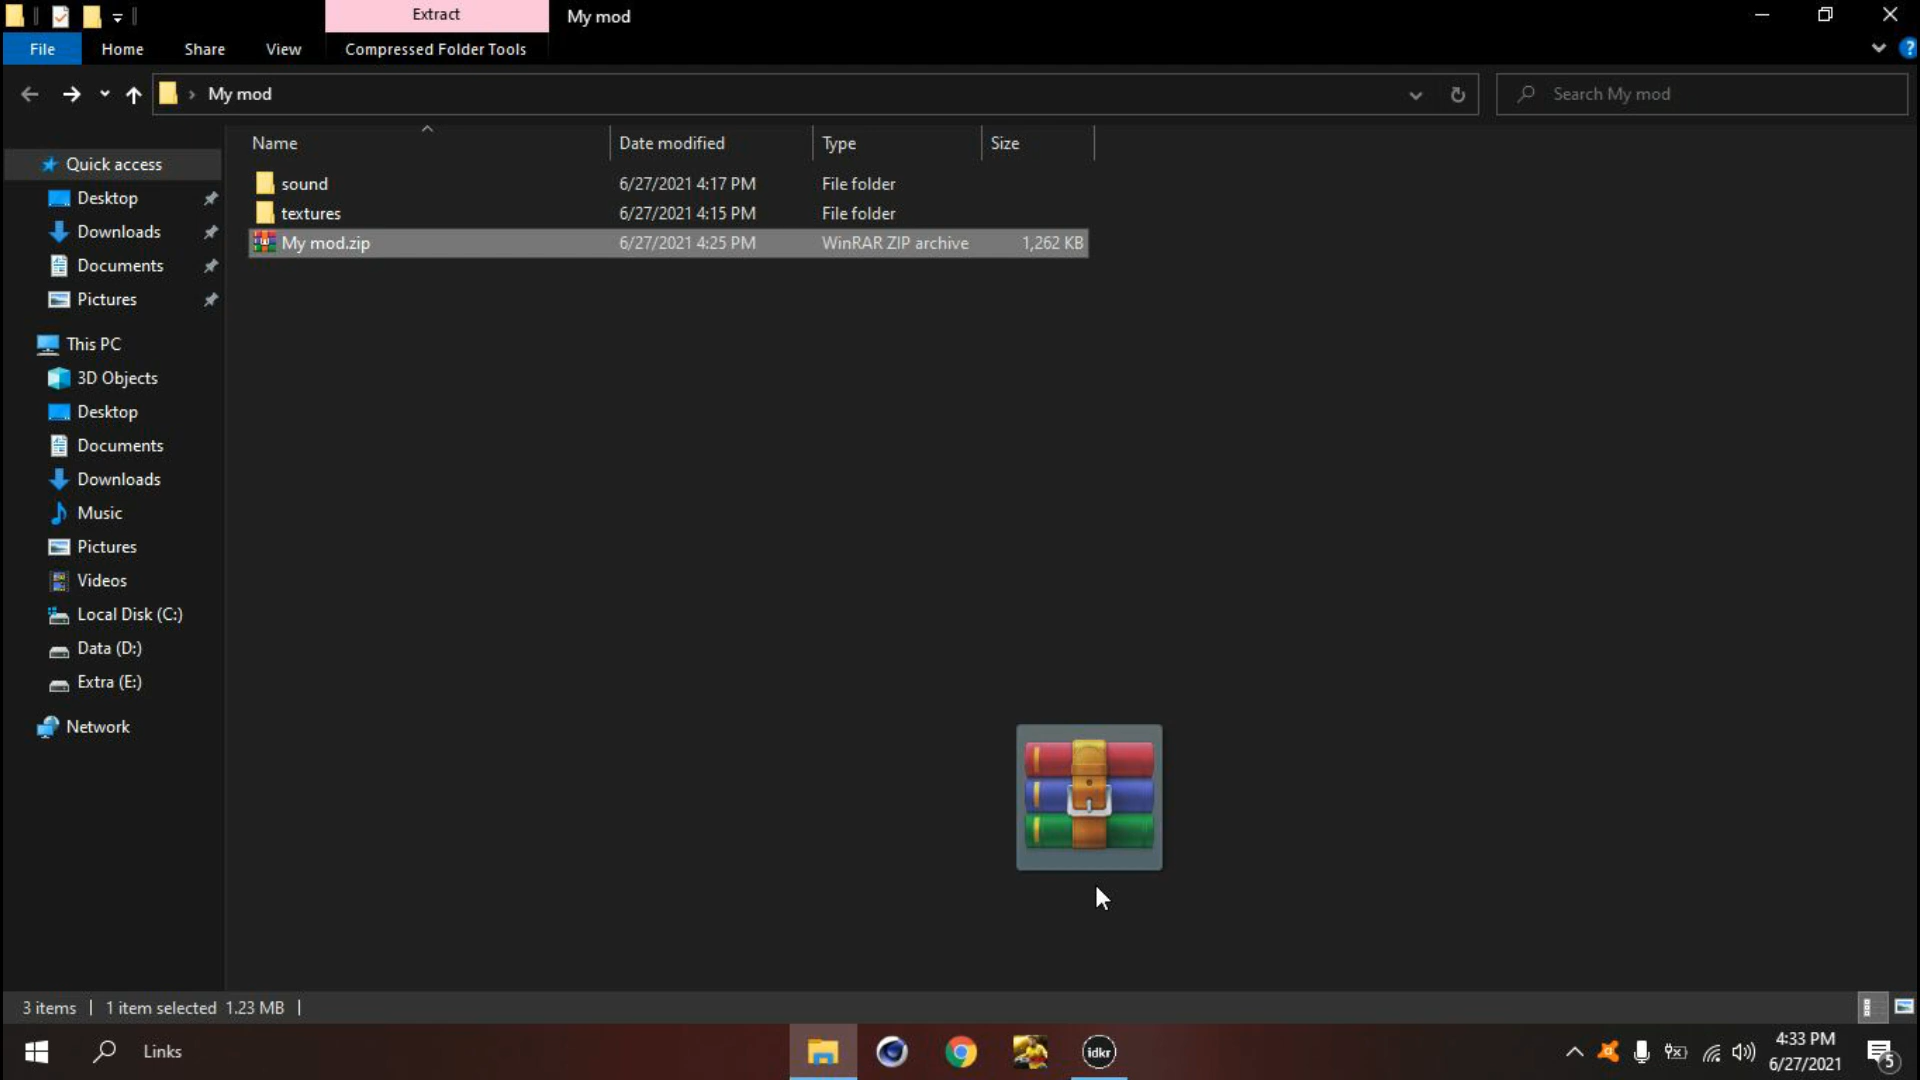 Extract
My mod
File Home Share View Compressed Folder Tools
My mod
Search My mod
Name Date modified Type Size
Quick access
Desktop
Downloads
Documents
Pictures
This PC
3D Objects
Desktop
Documents
Downloads
Music
Pictures
Videos
Local Disk (C:)
Data (D:)
Extra (E:)
Network
sound 6/27/2021 4:17 PM File folder
textures 6/27/2021 4:15 PM File folder
My mod.zip 6/27/2021 4:25 PM WinRAR ZIP archive 1,262 KB
3 items 1 item selected 1.23 MB
Links
idkr
4:33 PM
6/27/2021
5